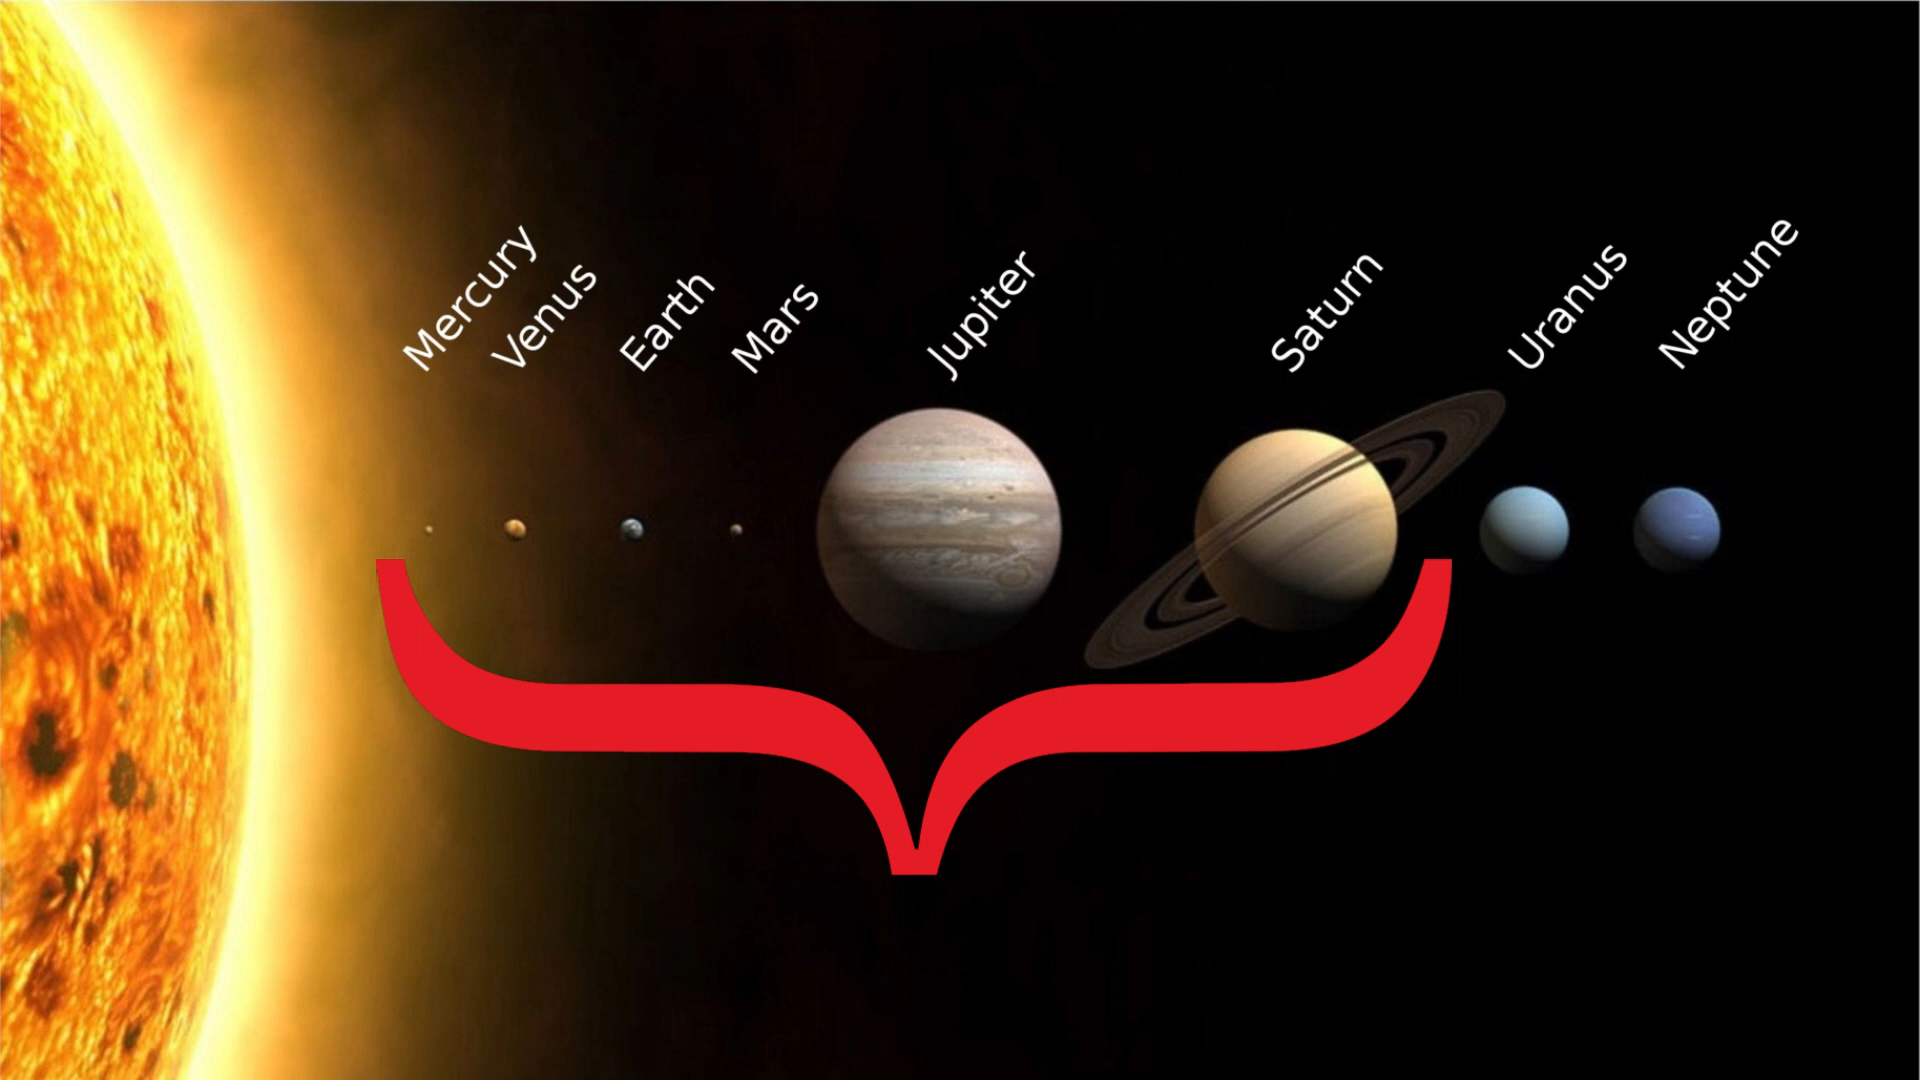 Mercury
Venus
Earth
Mars
Jupiter
Saturn
Uranus
Neptune